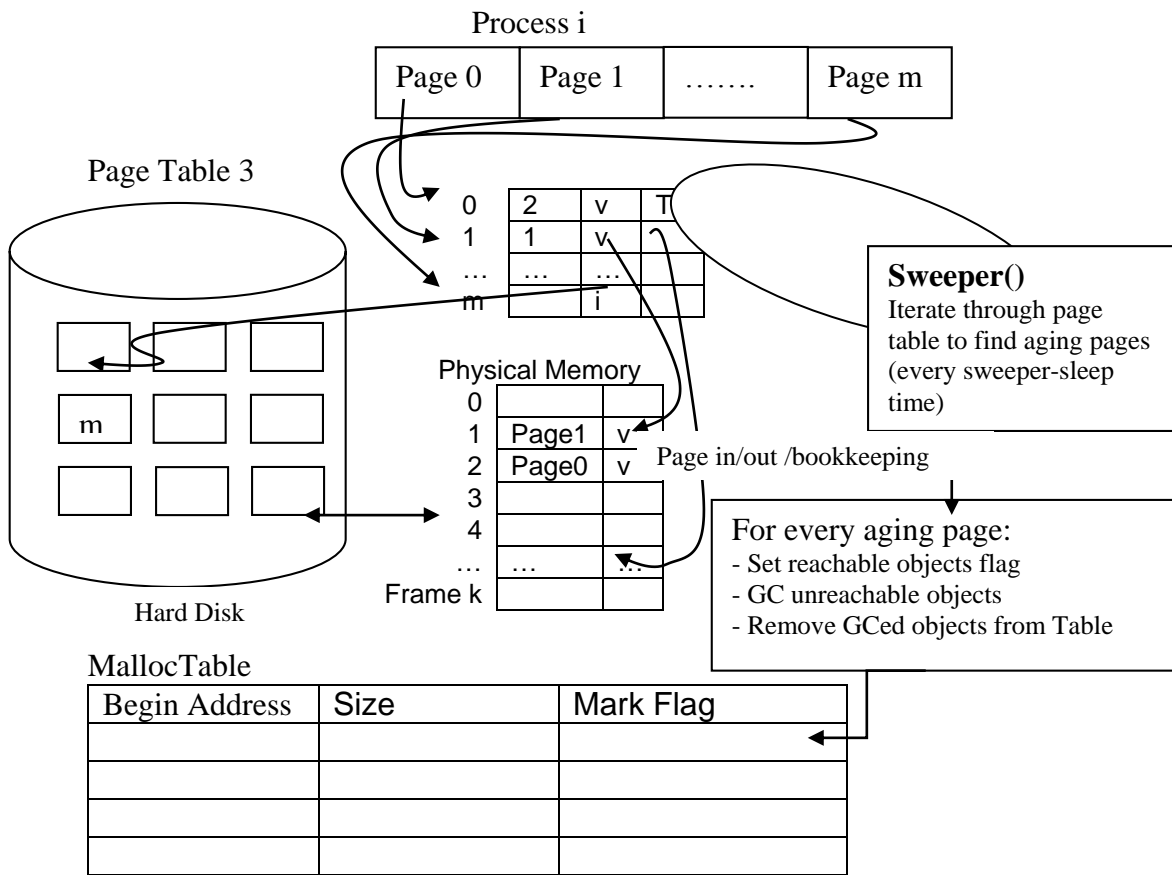 Process i
Page 0 Page 1 ……. Page m
Page Table 3
0 2 v T
1 1 v
… … …
m i
Sweeper()
Iterate through page
table to find aging pages
(every sweeper-sleep
time)
Physical Memory
0
1 Page1 v
2 Page0 v
3
4
… … …
Frame k
m
Page in/out /bookkeeping
Hard Disk
For every aging page:
- Set reachable objects flag
- GC unreachable objects
- Remove GCed objects from Table
MallocTable
Begin Address Size Mark Flag